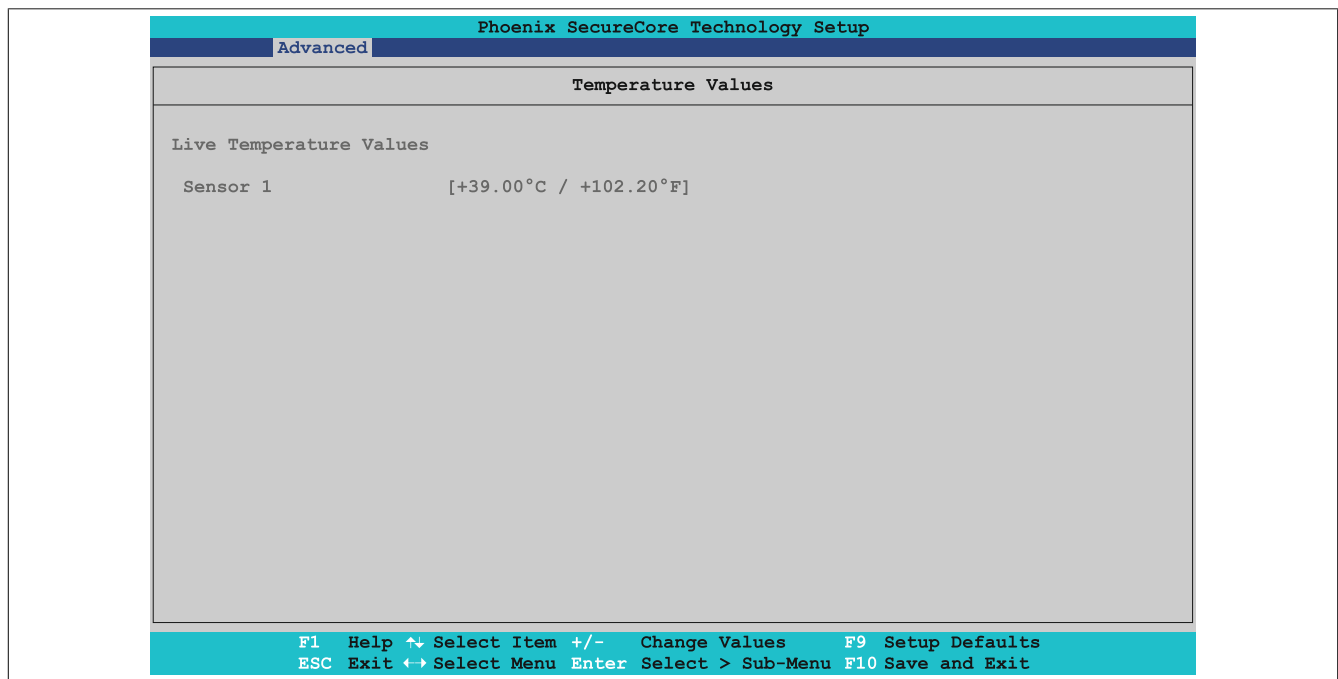 Phoenix SecureCore Technology Setup
Advanced
Temperature Values
Live Temperature Values
Sensor 1 [+39.00°C / +102.20°F]
F1 Help ↑↓ Select Item +/- Change Values F9 Setup Defaults
ESC Exit ←→ Select Menu Enter Select > Sub-Menu F10 Save and Exit